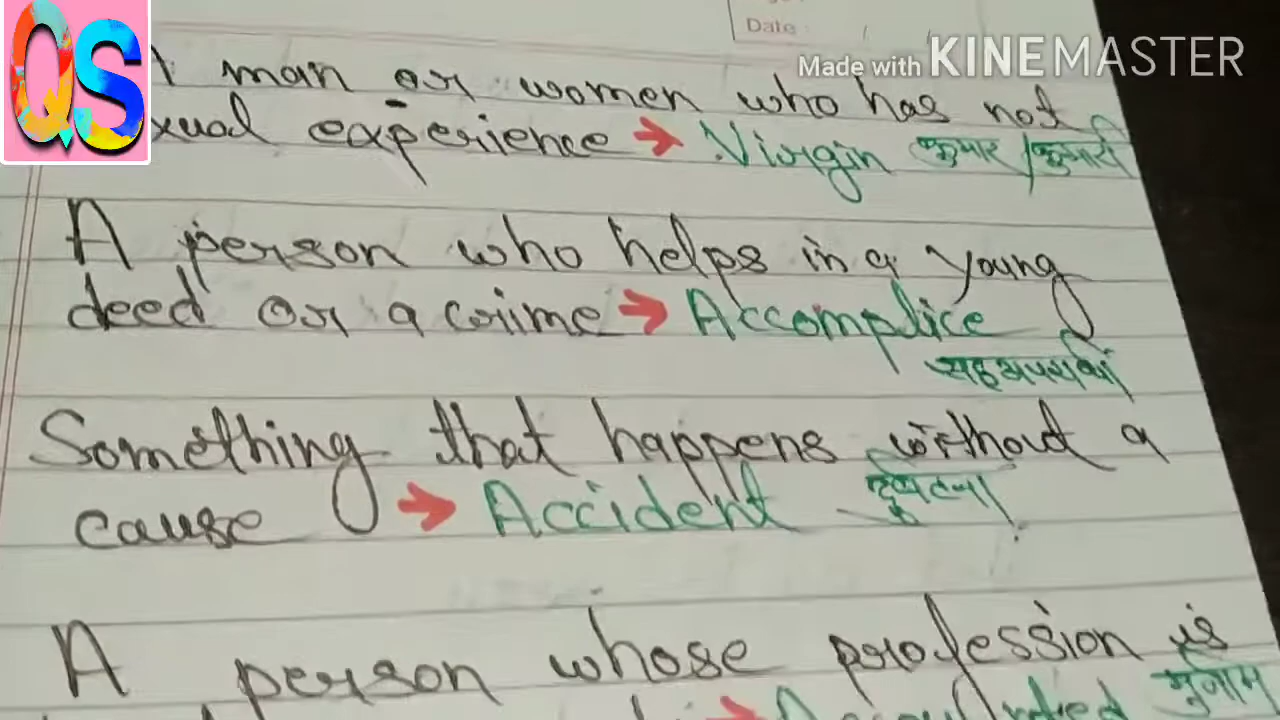 Date / /
Made with KINEMASTER
QS
man or women who has not
xual experience → Virgin कुमार/कुमारी
A person who helps in a young
deed or a crime → Accomplice
सहअपराधी
Something that happens without a
cause → Accident दुर्घटना
A person whose profession is